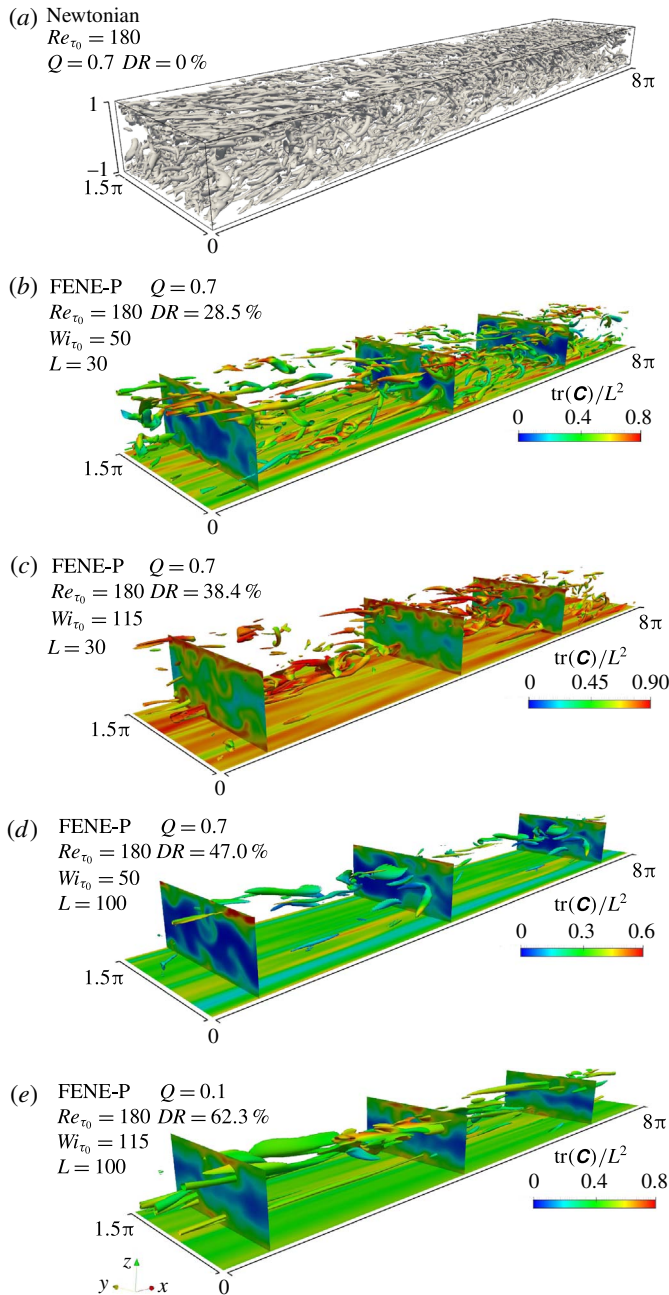 (a) Newtonian
Reτ0 = 180
Q = 0.7 DR = 0 %
1
–1
1.5π
0
8π
(b) FENE-P Q = 0.7
Reτ0 = 180 DR = 28.5 %
Wiτ0 = 50
L = 30
8π
tr(C)/L²
0 0.4 0.8
1.5π
0
(c) FENE-P Q = 0.7
Reτ0 = 180 DR = 38.4 %
Wiτ0 = 115
L = 30
8π
tr(C)/L²
0 0.45 0.90
1.5π
0
(d) FENE-P Q = 0.7
Reτ0 = 180 DR = 47.0 %
Wiτ0 = 50
L = 100
8π
tr(C)/L²
0 0.3 0.6
1.5π
0
(e) FENE-P Q = 0.1
Reτ0 = 180 DR = 62.3 %
Wiτ0 = 115
L = 100
8π
tr(C)/L²
0 0.4 0.8
1.5π
z
y x
0